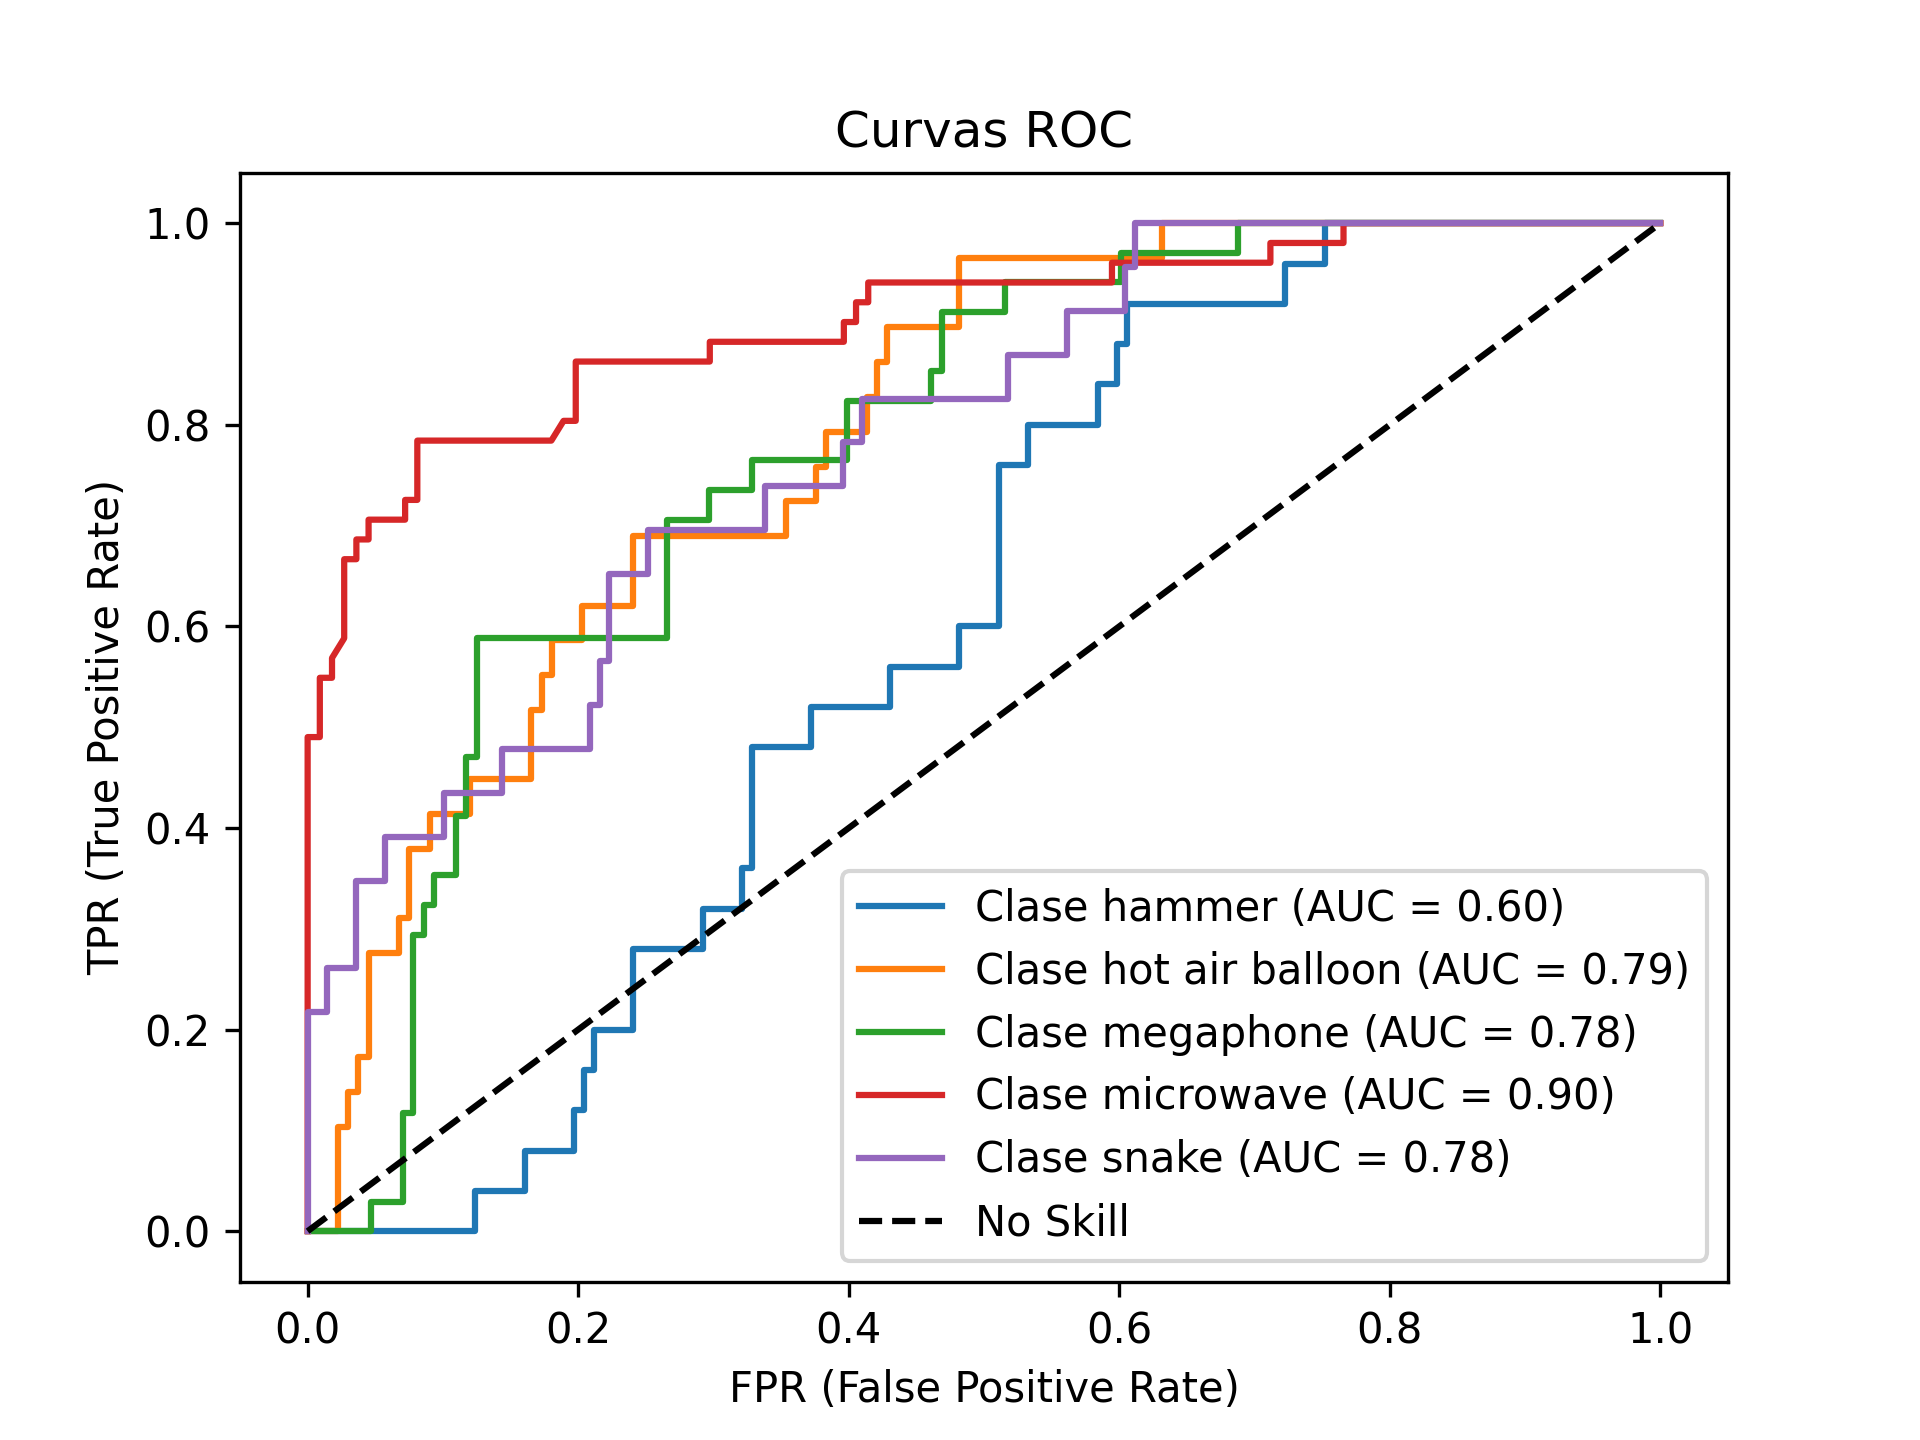 Curvas ROC
TPR (True Positive Rate)
1.0
0.8
0.6
0.4
0.2
0.0
Clase hammer (AUC = 0.60)
Clase hot air balloon (AUC = 0.79)
Clase megaphone (AUC = 0.78)
Clase microwave (AUC = 0.90)
Clase snake (AUC = 0.78)
No Skill
0.0 0.2 0.4 0.6 0.8 1.0
FPR (False Positive Rate)